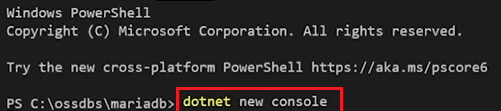 Windows PowerShell
Copyright (C) Microsoft Corporation. All rights reserved.
Try the new cross-platform PowerShell https://aka.ms/pscore6
PS C:\ossdbs\mariadb> dotnet new console